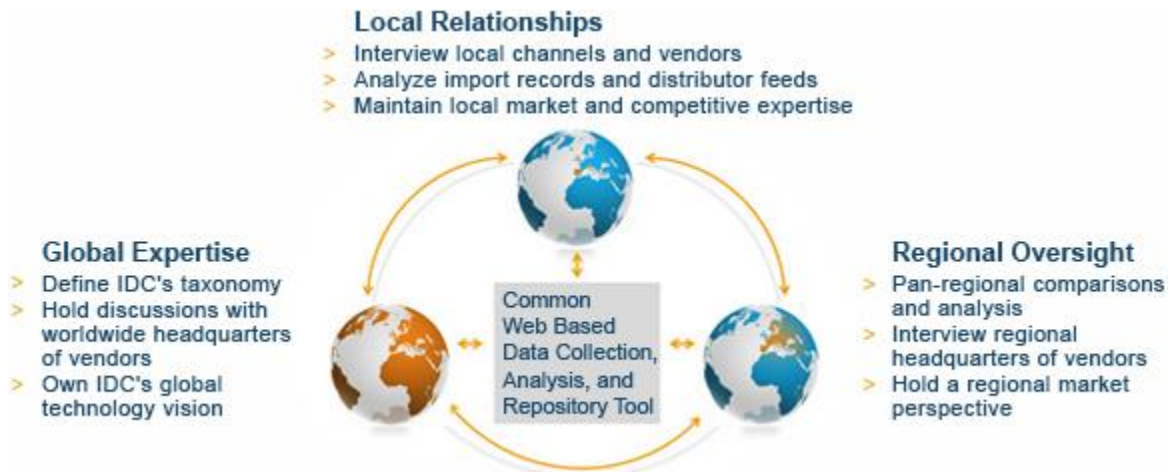 Local Relationships
> Interview local channels and vendors
> Analyze import records and distributor feeds
> Maintain local market and competitive expertise
Global Expertise
> Define IDC's taxonomy
> Hold discussions with
worldwide headquarters
of vendors
> Own IDC's global
technology vision
Common
Web Based
Data Collection,
Analysis, and
Repository Tool
Regional Oversight
> Pan-regional comparisons
and analysis
> Interview regional
headquarters of vendors
> Hold a regional market
perspective